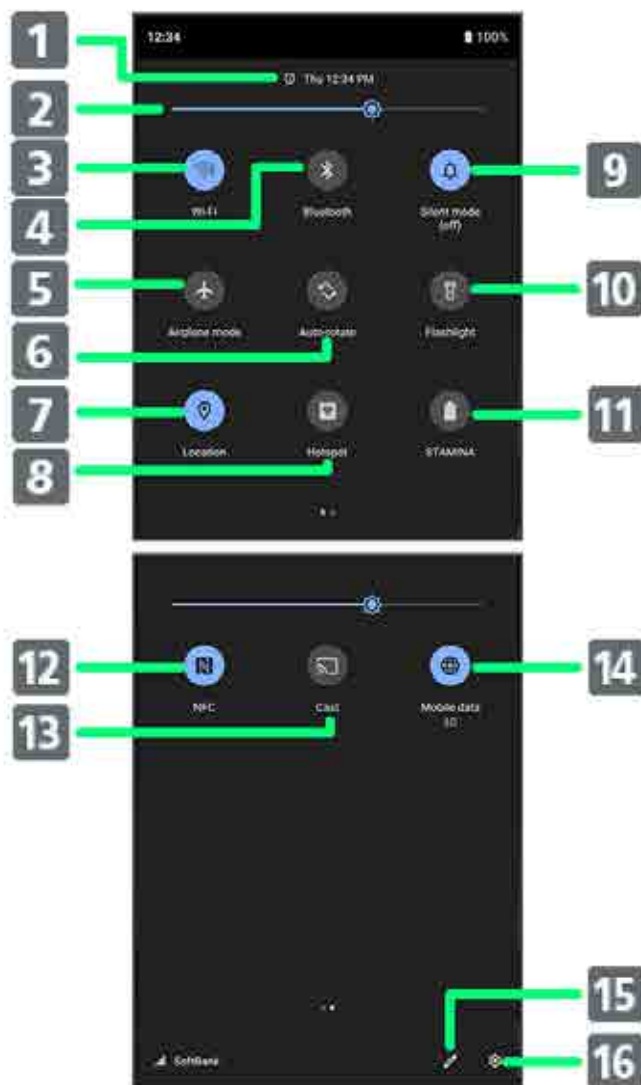 1
12:34 100%
Thu 12:34 PM
2
3
9
Wi-Fi Bluetooth Silent mode
(off)
4
5
10
Airplane mode Auto-rotate Flashlight
6
7
11
Location Hotspot STAMINA
8
12
14
NFC Cast Mobile data
13
15
SoftBank
16